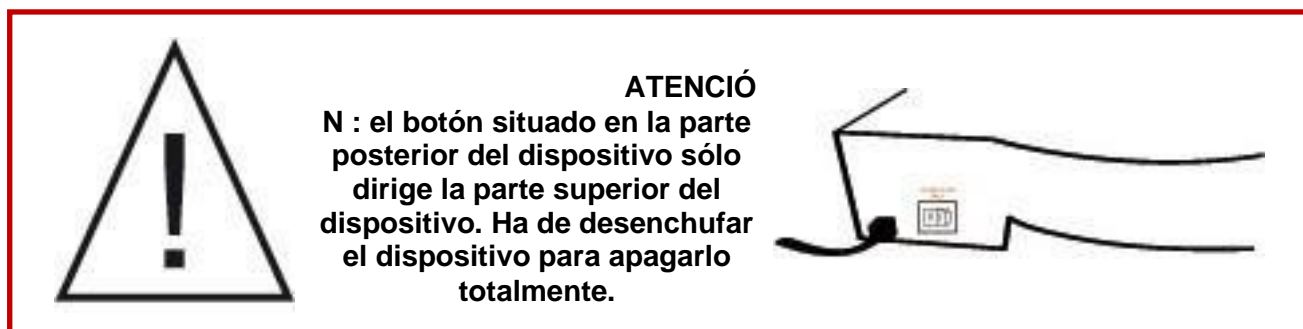 ATENCIÓ
N : el botón situado en la parte
posterior del dispositivo sólo
dirige la parte superior del
dispositivo. Ha de desenchufar
el dispositivo para apagarlo
totalmente.